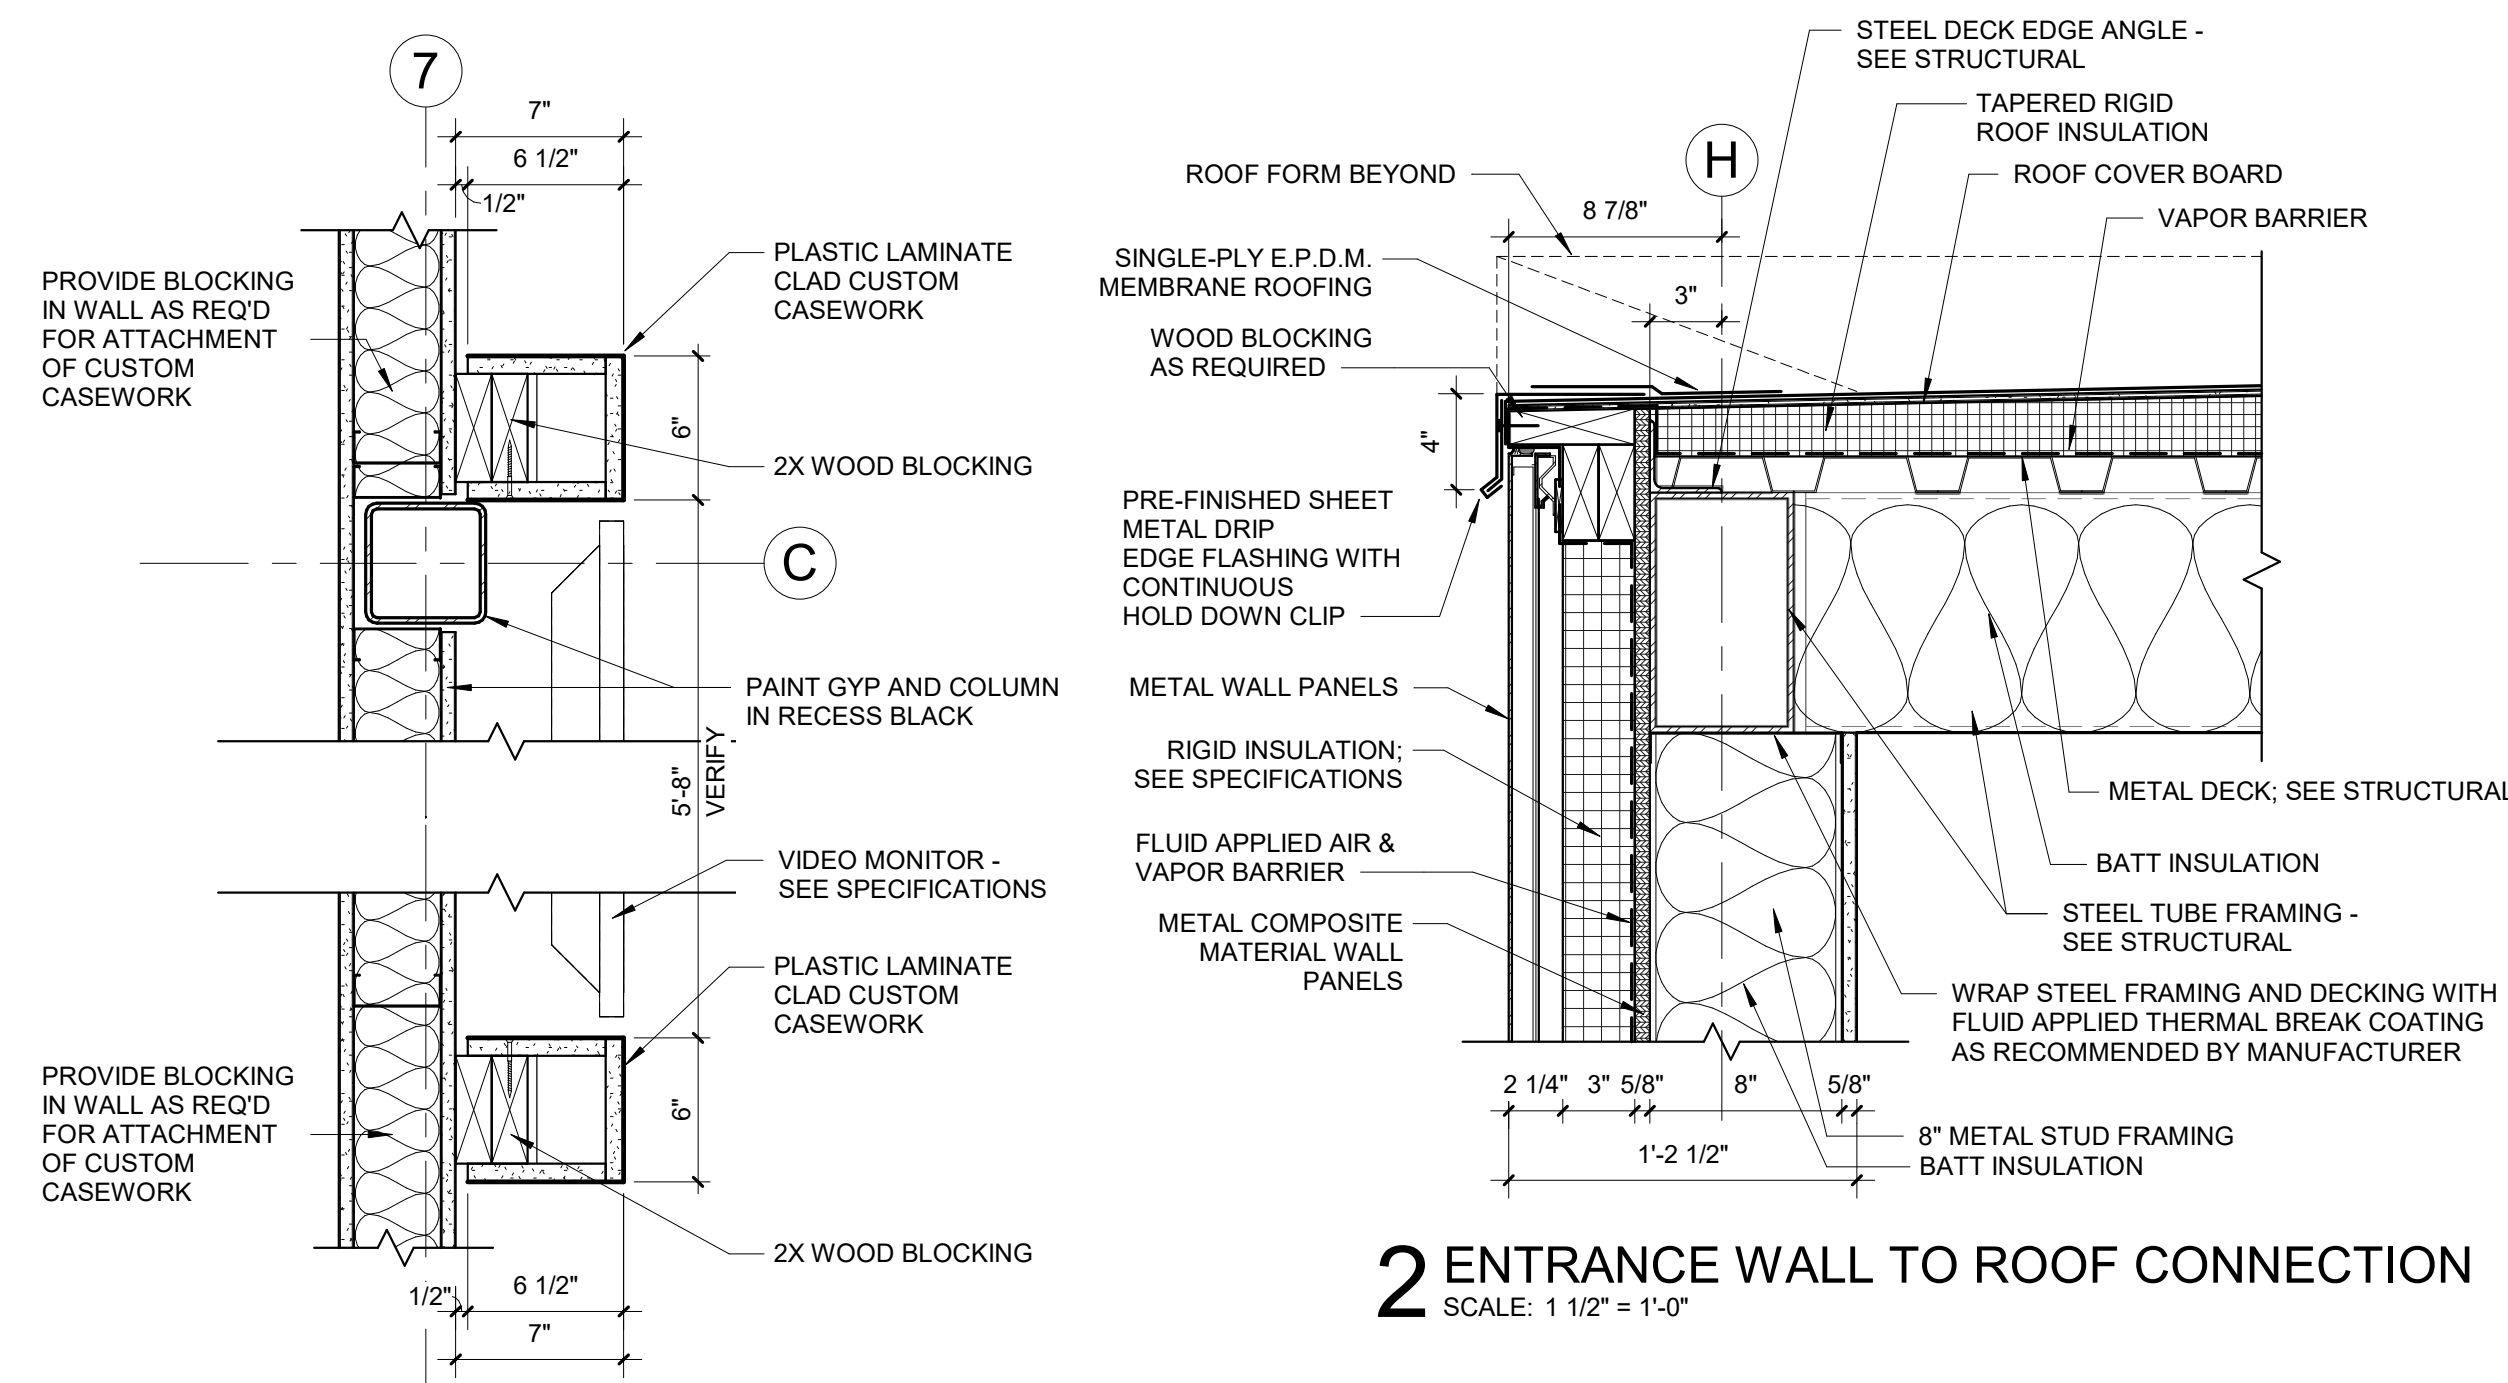 7
7"
6 1/2"
1/2"
PROVIDE BLOCKING
IN WALL AS REQ'D
FOR ATTACHMENT
OF CUSTOM
CASEWORK
PLASTIC LAMINATE
CLAD CUSTOM
CASEWORK
6"
2X WOOD BLOCKING
C
PAINT GYP AND COLUMN
IN RECESS BLACK
5'-8"
VERIFY
VIDEO MONITOR -
SEE SPECIFICATIONS
PLASTIC LAMINATE
CLAD CUSTOM
CASEWORK
PROVIDE BLOCKING
IN WALL AS REQ'D
FOR ATTACHMENT
OF CUSTOM
CASEWORK
6"
2X WOOD BLOCKING
1/2"
6 1/2"
7"
STEEL DECK EDGE ANGLE -
SEE STRUCTURAL
TAPERED RIGID
ROOF INSULATION
H
ROOF FORM BEYOND
ROOF COVER BOARD
8 7/8"
VAPOR BARRIER
SINGLE-PLY E.P.D.M.
MEMBRANE ROOFING
3"
WOOD BLOCKING
AS REQUIRED
4"
PRE-FINISHED SHEET
METAL DRIP
EDGE FLASHING WITH
CONTINUOUS
HOLD DOWN CLIP
METAL WALL PANELS
RIGID INSULATION;
SEE SPECIFICATIONS
FLUID APPLIED AIR &
VAPOR BARRIER
METAL COMPOSITE
MATERIAL WALL
PANELS
METAL DECK; SEE STRUCTURAL
BATT INSULATION
STEEL TUBE FRAMING -
SEE STRUCTURAL
WRAP STEEL FRAMING AND DECKING WITH
FLUID APPLIED THERMAL BREAK COATING
AS RECOMMENDED BY MANUFACTURER
2 1/4" 3" 5/8" 8" 5/8"
1'-2 1/2"
8" METAL STUD FRAMING
BATT INSULATION
2 ENTRANCE WALL TO ROOF CONNECTION
SCALE: 1 1/2" = 1'-0"